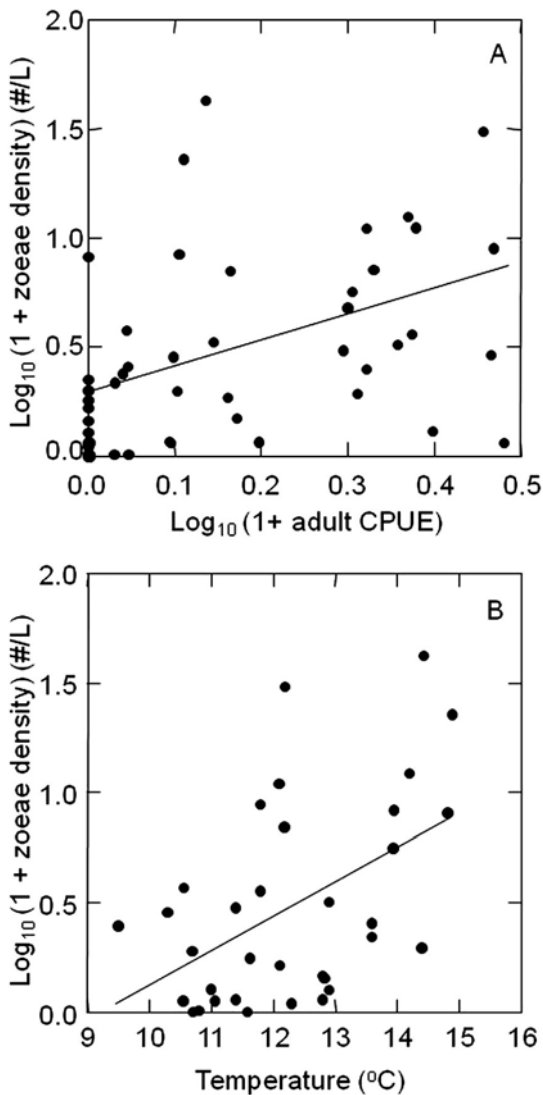 A
Log10 (1 + zoeae density) (#/L)
2.0
1.5
1.0
0.5
0.0
0.0 0.1 0.2 0.3 0.4 0.5
Log10 (1+ adult CPUE)
B
Log10 (1 + zoeae density) (#/L)
2.0
1.5
1.0
0.5
0.0
9 10 11 12 13 14 15 16
Temperature (ºC)